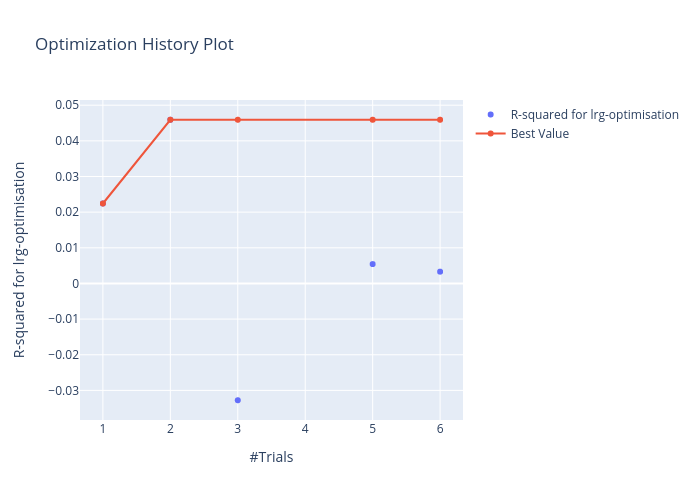 Optimization History Plot
R-squared for lrg-optimisation
Best Value
0.05
0.04
0.03
0.02
0.01
0
−0.01
−0.02
−0.03
R-squared for lrg-optimisation
1 2 3 4 5 6
#Trials